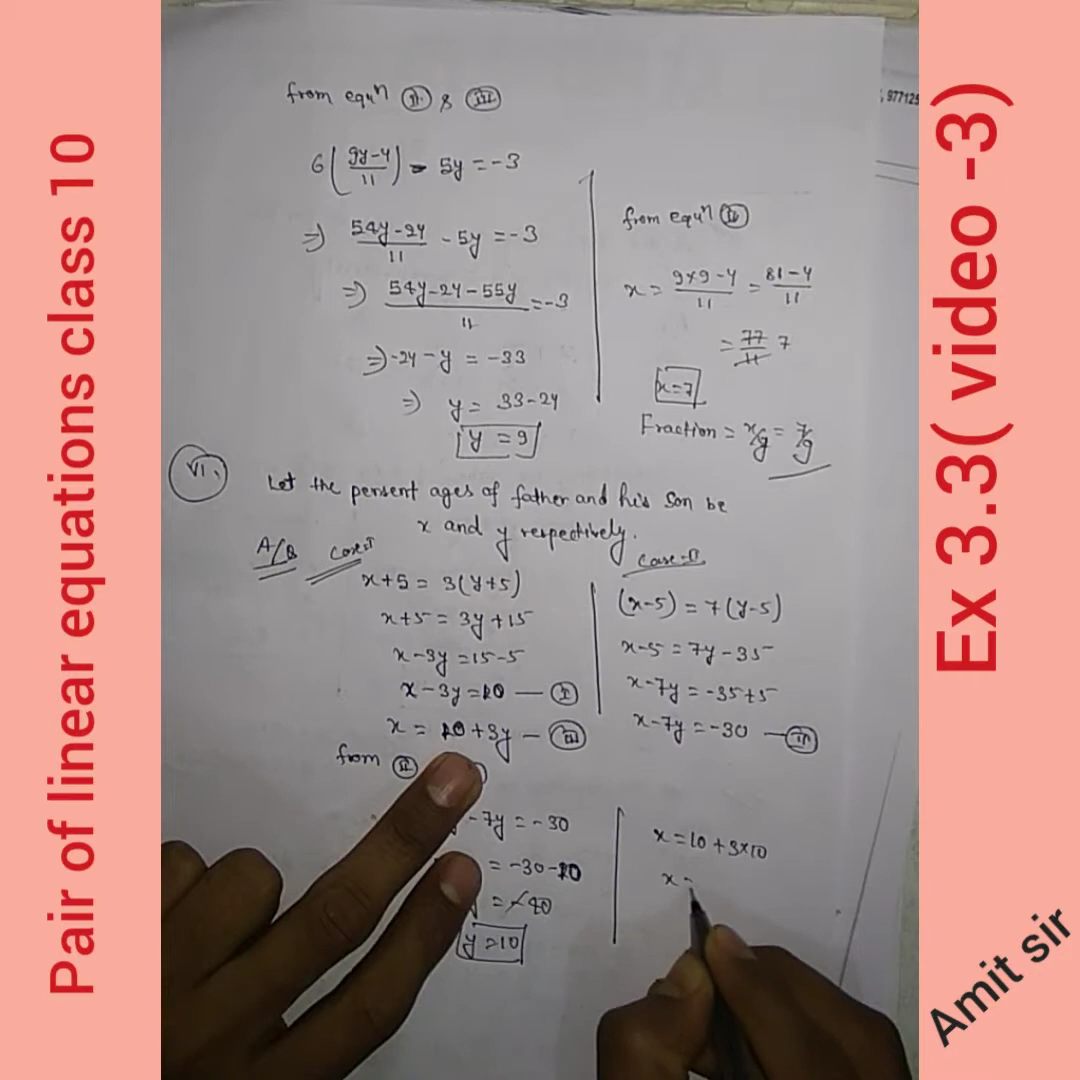 Pair of linear equations class 10
from equⁿ (II) & (III)
6((9y-4)/11) - 5y = -3
=) (54y-24)/11 - 5y = -3
=) (54y-24-55y)/11 = -3
=) -24 - y = -33
=) y = 33-24
y = 9
from equⁿ (III)
x = (9×9-4)/11 = (81-4)/11
= 77/11 7
x=7
Fraction = x/y = 7/9
VI.
Let the persent ages of father and his son be
x and y respectively.
A/Q Case-I
x+5 = 3(y+5)
x+5 = 3y+15
x-3y = 15-5
x-3y = 10 — (I)
x = 10+3y — (III)
from (II)
- 7y = -30
= -30-10
= -40
y = 10
Case-II
(x-5) = 7(y-5)
x-5 = 7y-35
x-7y = -35+5
x-7y = -30 — (II)
x = 10 + 3×10
x =
, 977125
Ex 3.3( video -3)
Amit sir